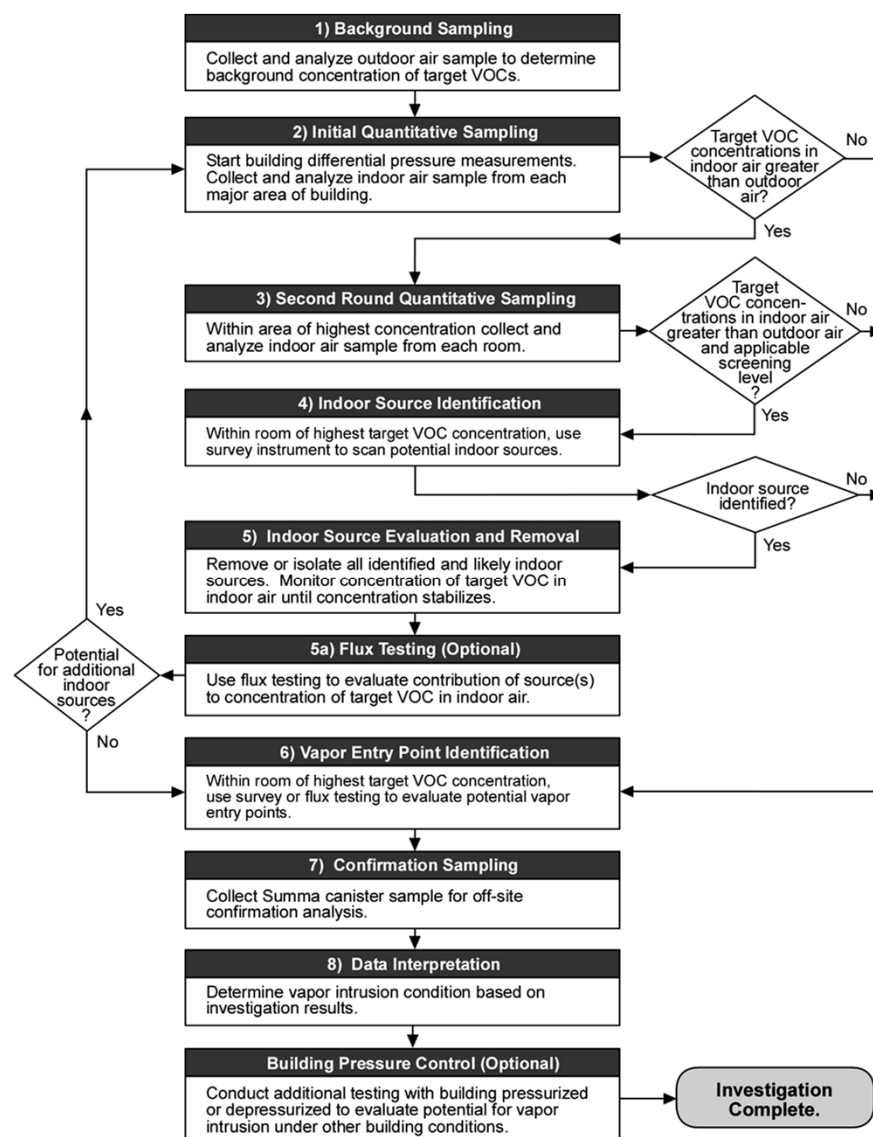 1) Background Sampling
Collect and analyze outdoor air sample to determine
background concentration of target VOCs.
2) Initial Quantitative Sampling
Start building differential pressure measurements.
Collect and analyze indoor air sample from each
major area of building.
Target VOC
concentrations in
indoor air greater
than outdoor
air?
No
Yes
3) Second Round Quantitative Sampling
Within area of highest concentration collect and
analyze indoor air sample from each room.
Target
VOC concen-
trations in indoor air
greater than outdoor air
and applicable
screening
level
?
No
Yes
4) Indoor Source Identification
Within room of highest target VOC concentration, use
survey instrument to scan potential indoor sources.
Indoor source
identified?
No
Yes
5) Indoor Source Evaluation and Removal
Remove or isolate all identified and likely indoor
sources. Monitor concentration of target VOC in
indoor air until concentration stabilizes.
5a) Flux Testing (Optional)
Use flux testing to evaluate contribution of source(s)
to concentration of target VOC in indoor air.
Yes
Potential
for additional
indoor
sources
?
No
6) Vapor Entry Point Identification
Within room of highest target VOC concentration,
use survey or flux testing to evaluate potential vapor
entry points.
7) Confirmation Sampling
Collect Summa canister sample for off-site
confirmation analysis.
8) Data Interpretation
Determine vapor intrusion condition based on
investigation results.
Building Pressure Control (Optional)
Conduct additional testing with building pressurized
or depressurized to evaluate potential for vapor
intrusion under other building conditions.
Investigation
Complete.